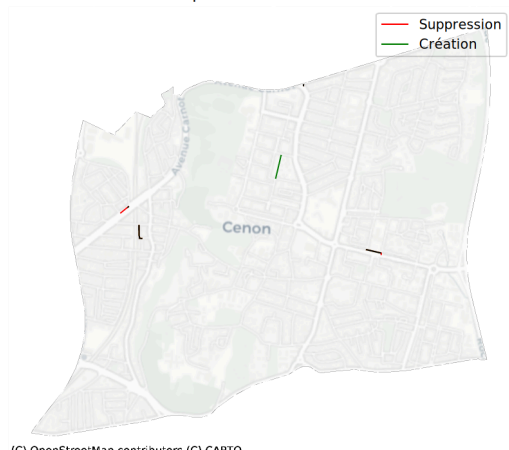 Suppression
Création
Avenue Carnot
Cenon
(C) OpenStreetMap contributors (C) CARTO